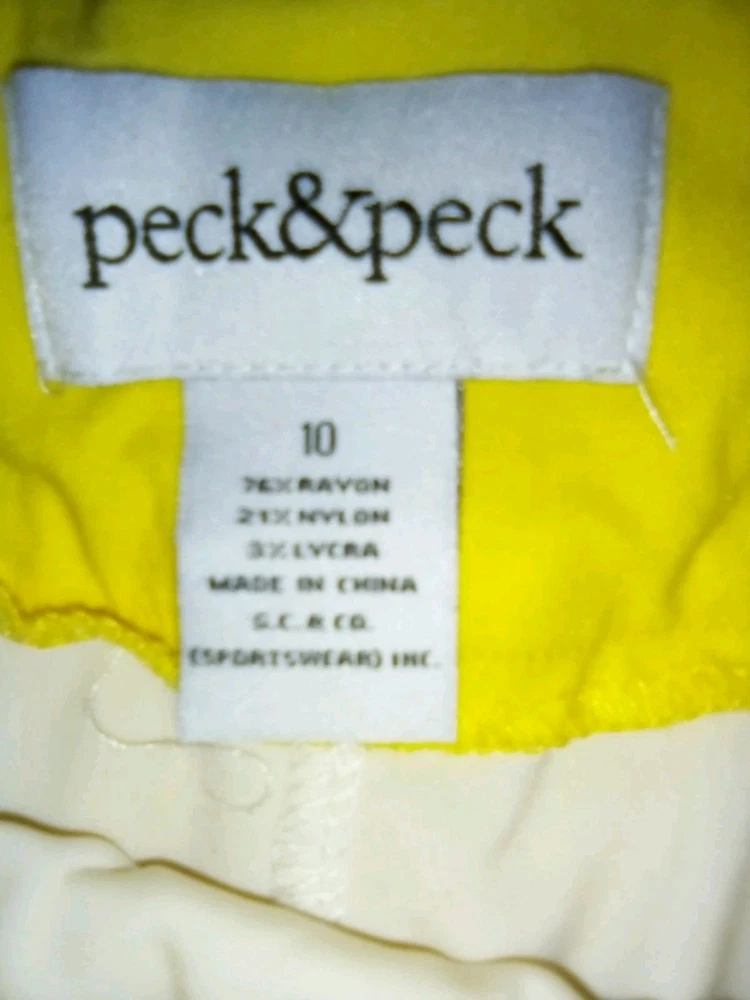 peck&peck
10
76% RAYON
21% NYLON
3% LYCRA
MADE IN CHINA
S.C. & CO.
(SPORTSWEAR) INC.